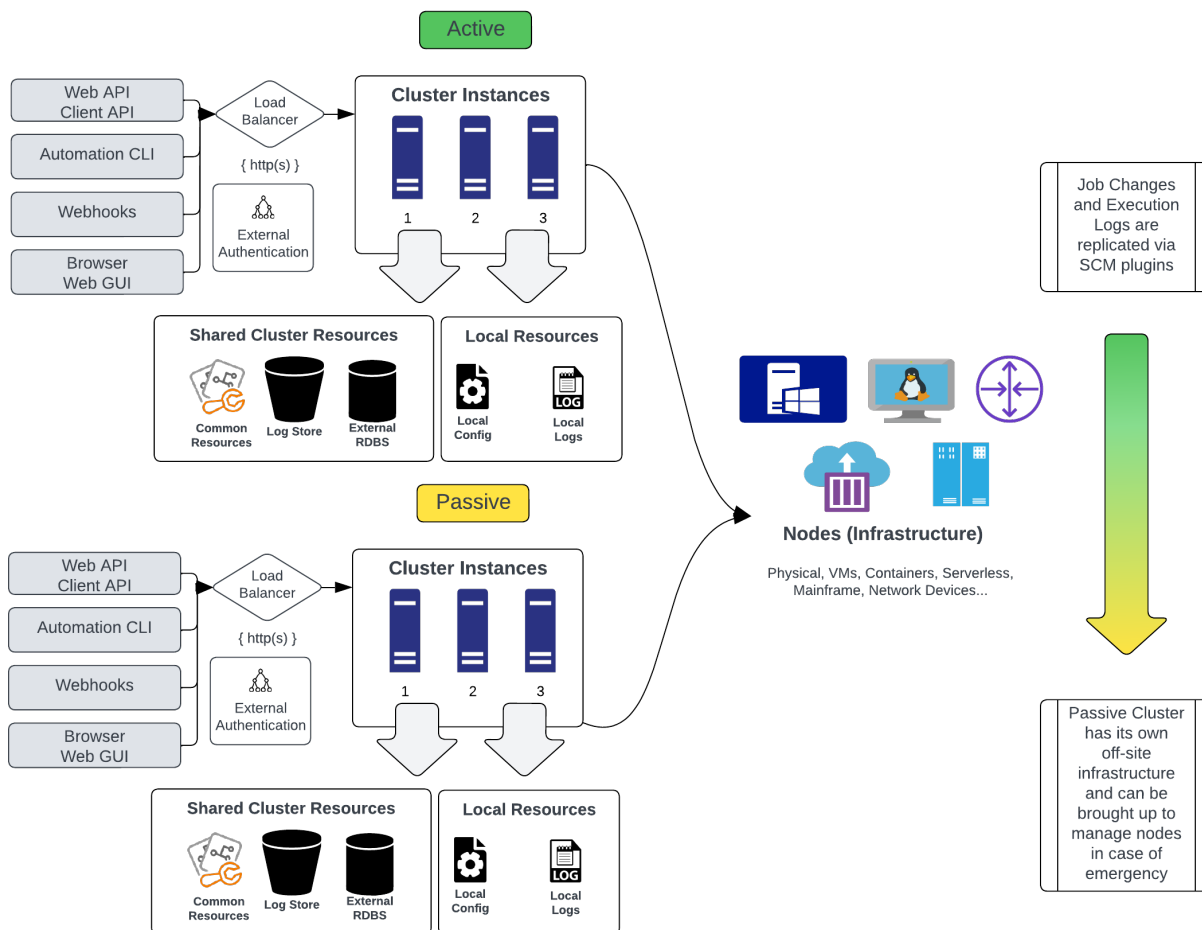 Active
Web API
Client API
Automation CLI
Webhooks
Browser
Web GUI
Load
Balancer
{ http(s) }
External
Authentication
Cluster Instances
1
2
3
Shared Cluster Resources
Common
Resources
Log Store
External
RDBS
Local Resources
Local
Config
LOG
Local
Logs
Passive
Web API
Client API
Automation CLI
Webhooks
Browser
Web GUI
Load
Balancer
{ http(s) }
External
Authentication
Cluster Instances
1
2
3
Shared Cluster Resources
Common
Resources
Log Store
External
RDBS
Local Resources
Local
Config
LOG
Local
Logs
Nodes (Infrastructure)
Physical, VMs, Containers, Serverless,
Mainframe, Network Devices...
Job Changes
and Execution
Logs are
replicated via
SCM plugins
Passive Cluster
has its own
off-site
infrastructure
and can be
brought up to
manage nodes
in case of
emergency